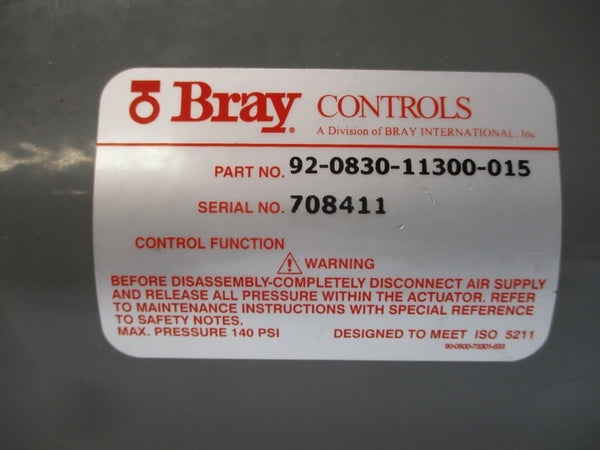 Bray CONTROLS
A Division of BRAY INTERNATIONAL, Inc
PART NO. 92-0830-11300-015
SERIAL NO. 708411
CONTROL FUNCTION
WARNING
BEFORE DISASSEMBLY-COMPLETELY DISCONNECT AIR SUPPLY
AND RELEASE ALL PRESSURE WITHIN THE ACTUATOR. REFER
TO MAINTENANCE INSTRUCTIONS WITH SPECIAL REFERENCE
TO SAFETY NOTES.
MAX. PRESSURE 140 PSI DESIGNED TO MEET ISO 5211